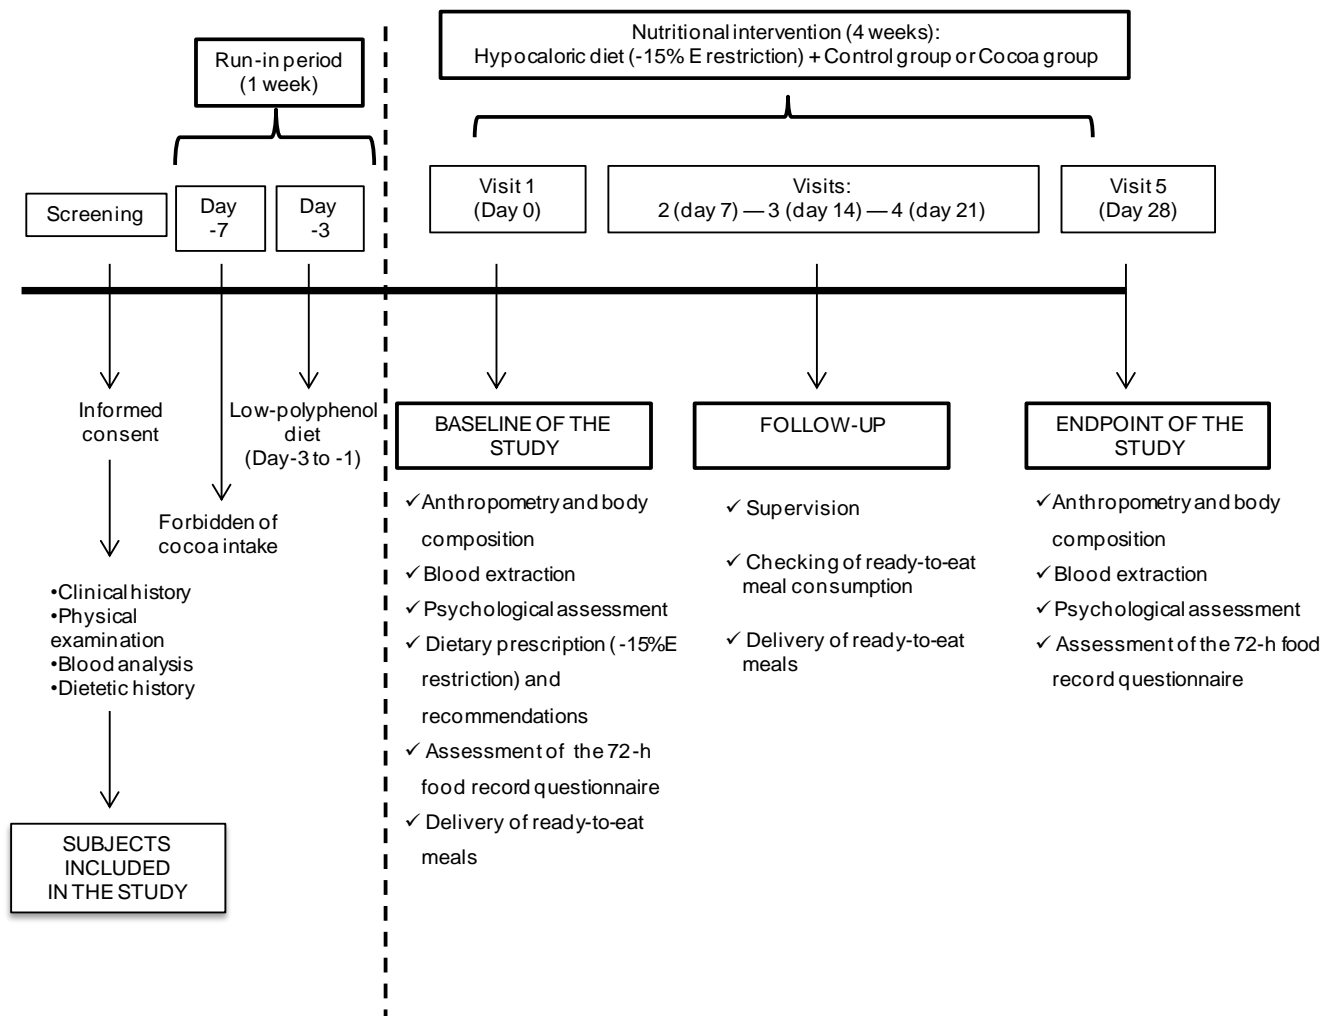 Run-in period
(1 week)
Nutritional intervention (4 weeks):
Hypocaloric diet (-15% E restriction) + Control group or Cocoa group
Screening
Day
-7
Day
-3
Visit 1
(Day 0)
Visits:
2 (day 7) — 3 (day 14) — 4 (day 21)
Visit 5
(Day 28)
Informed
consent
Low-polyphenol
diet
(Day-3 to -1)
Forbidden of
cocoa intake
•Clinical history
•Physical
examination
•Blood analysis
•Dietetic history
SUBJECTS
INCLUDED
IN THE STUDY
BASELINE OF THE
STUDY
✓Anthropometry and body
composition
✓Blood extraction
✓Psychological assessment
✓Dietary prescription (-15%E
restriction) and
recommendations
✓Assessment of the 72-h
food record questionnaire
✓Delivery of ready-to-eat
meals
FOLLOW-UP
✓Supervision
✓Checking of ready-to-eat
meal consumption
✓Delivery of ready-to-eat
meals
ENDPOINT OF THE
STUDY
✓Anthropometry and body
composition
✓Blood extraction
✓Psychological assessment
✓Assessment of the 72-h food
record questionnaire